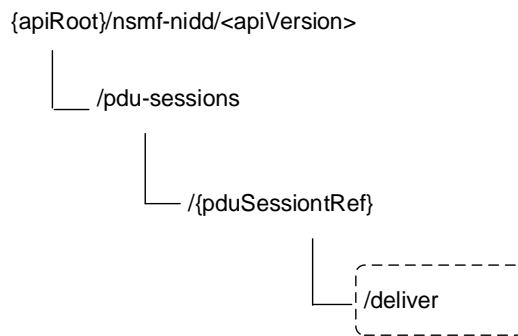 {apiRoot}/nsmf-nidd/<apiVersion>
/pdu-sessions
/{pduSessiontRef}
/deliver